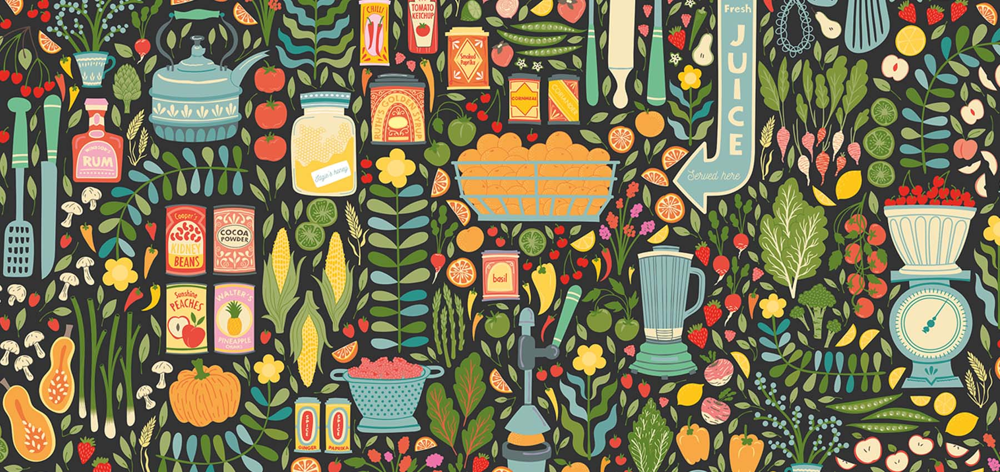 CHILLI
TOMATO
KETCHUP
Fresh
JUICE
Served here
Smoked
Paprika
CORNMEAL
CORIANDER
RUTH'S GOLDEN SYRUP
WINDSOR'S
RUM
honey
Cooper's
KIDNEY
BEANS
COCOA
POWDER
basil
Sunshine
PEACHES
WALTER'S
PINEAPPLE
CHUNKS
SPICE
GINGER
SPICE
PAPRIKA